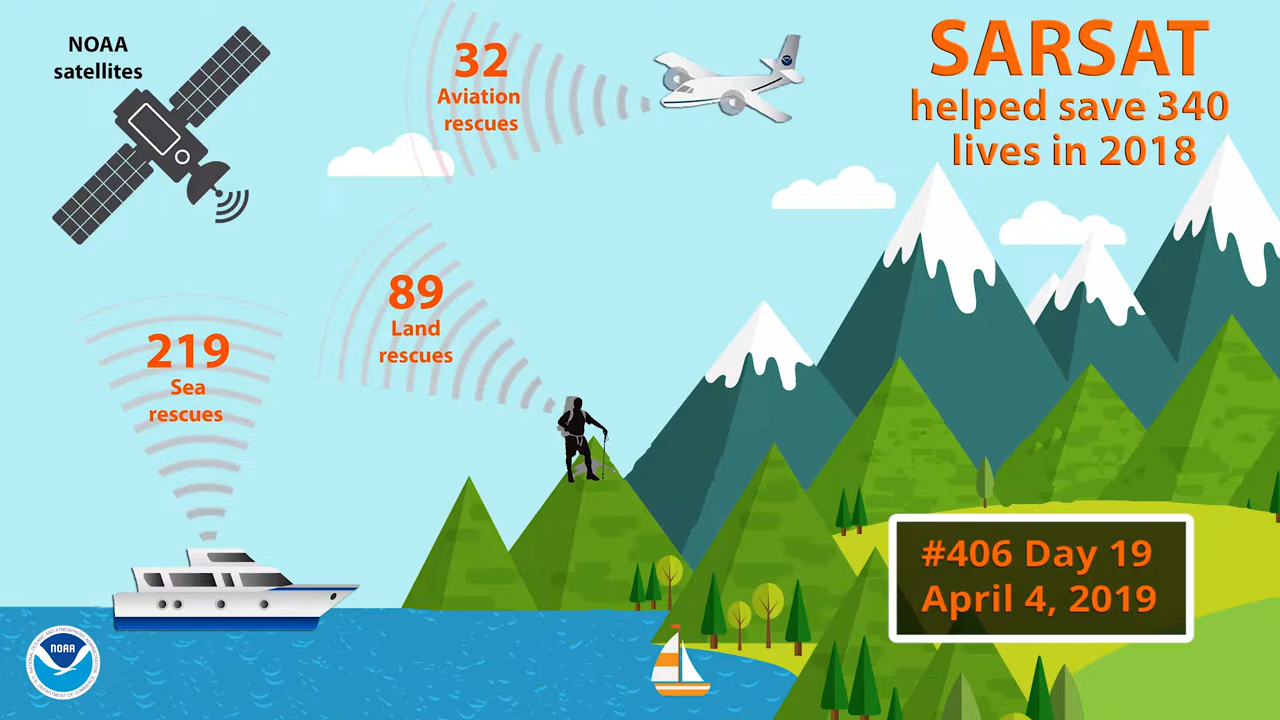 NOAA
satellites
32
Aviation
rescues
SARSAT
helped save 340
lives in 2018
89
Land
rescues
219
Sea
rescues
#406 Day 19
April 4, 2019
NOAA